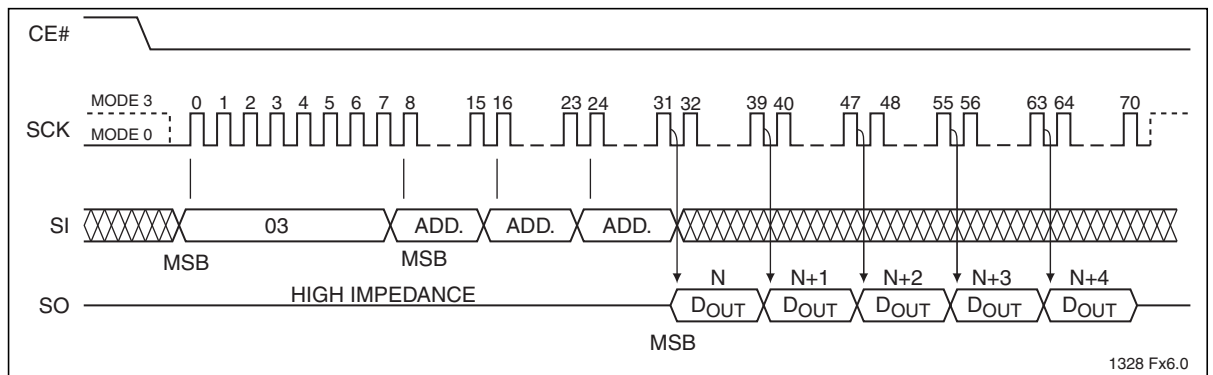 CE#
MODE 3
0 1 2 3 4 5 6 7 8 15 16 23 24 31 32 39 40 47 48 55 56 63 64 70
SCK
MODE 0
SI
03 ADD. ADD. ADD.
MSB MSB
N N+1 N+2 N+3 N+4
HIGH IMPEDANCE
SO
DOUT DOUT DOUT DOUT DOUT
MSB
1328 Fx6.0